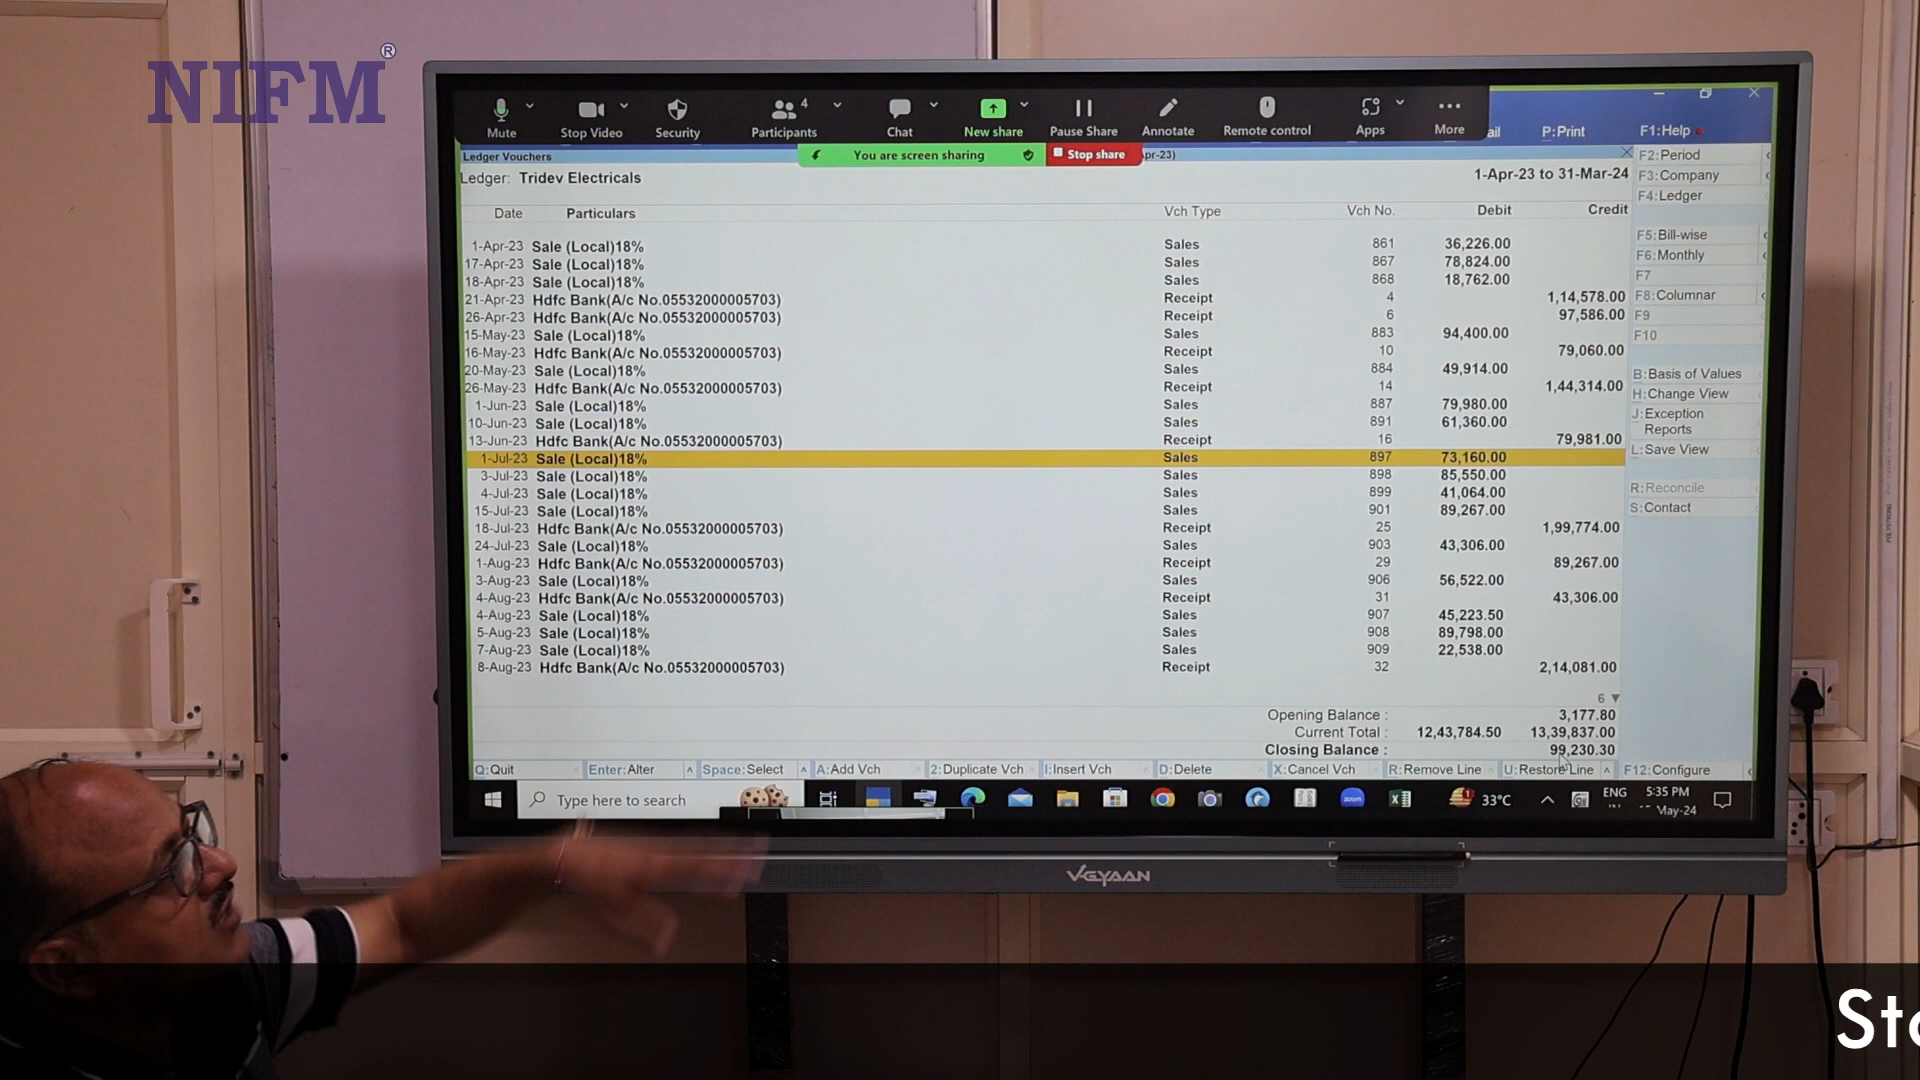 NIFM®
Mute
Stop Video
Security
Participants 4
Chat
New share
Pause Share
Annotate
Remote control
Apps
More
ail
P:Print
F1:Help
Ledger Vouchers
You are screen sharing
Stop share
pr-23)
Ledger: Tridev Electricals
1-Apr-23 to 31-Mar-24
Date Particulars Vch Type Vch No. Debit Credit
1-Apr-23 Sale (Local)18% Sales 861 36,226.00
17-Apr-23 Sale (Local)18% Sales 867 78,824.00
18-Apr-23 Sale (Local)18% Sales 868 18,762.00
21-Apr-23 Hdfc Bank(A/c No.05532000005703) Receipt 4 1,14,578.00
26-Apr-23 Hdfc Bank(A/c No.05532000005703) Receipt 6 97,586.00
15-May-23 Sale (Local)18% Sales 883 94,400.00
16-May-23 Hdfc Bank(A/c No.05532000005703) Receipt 10 79,060.00
20-May-23 Sale (Local)18% Sales 884 49,914.00
26-May-23 Hdfc Bank(A/c No.05532000005703) Receipt 14 1,44,314.00
1-Jun-23 Sale (Local)18% Sales 887 79,980.00
10-Jun-23 Sale (Local)18% Sales 891 61,360.00
13-Jun-23 Hdfc Bank(A/c No.05532000005703) Receipt 16 79,981.00
1-Jul-23 Sale (Local)18% Sales 897 73,160.00
3-Jul-23 Sale (Local)18% Sales 898 85,550.00
4-Jul-23 Sale (Local)18% Sales 899 41,064.00
15-Jul-23 Sale (Local)18% Sales 901 89,267.00
18-Jul-23 Hdfc Bank(A/c No.05532000005703) Receipt 25 1,99,774.00
24-Jul-23 Sale (Local)18% Sales 903 43,306.00
1-Aug-23 Hdfc Bank(A/c No.05532000005703) Receipt 29 89,267.00
3-Aug-23 Sale (Local)18% Sales 906 56,522.00
4-Aug-23 Hdfc Bank(A/c No.05532000005703) Receipt 31 43,306.00
4-Aug-23 Sale (Local)18% Sales 907 45,223.50
5-Aug-23 Sale (Local)18% Sales 908 89,798.00
7-Aug-23 Sale (Local)18% Sales 909 22,538.00
8-Aug-23 Hdfc Bank(A/c No.05532000005703) Receipt 32 2,14,081.00
6 ▼
Opening Balance : 3,177.80
Current Total : 12,43,784.50 13,39,837.00
Closing Balance : 99,230.30
F2:Period
F3:Company
F4:Ledger
F5:Bill-wise
F6:Monthly
F7
F8:Columnar
F9
F10
B:Basis of Values
H:Change View
J:Exception
Reports
L:Save View
R:Reconcile
S:Contact
Q:Quit
Enter:Alter
Space:Select
A:Add Vch
2:Duplicate Vch
I:Insert Vch
D:Delete
X:Cancel Vch
R:Remove Line
U:Restore Line
F12:Configure
Type here to search
zoom
33°C
ENG
5:35 PM
May-24
VGYAAN
Sto